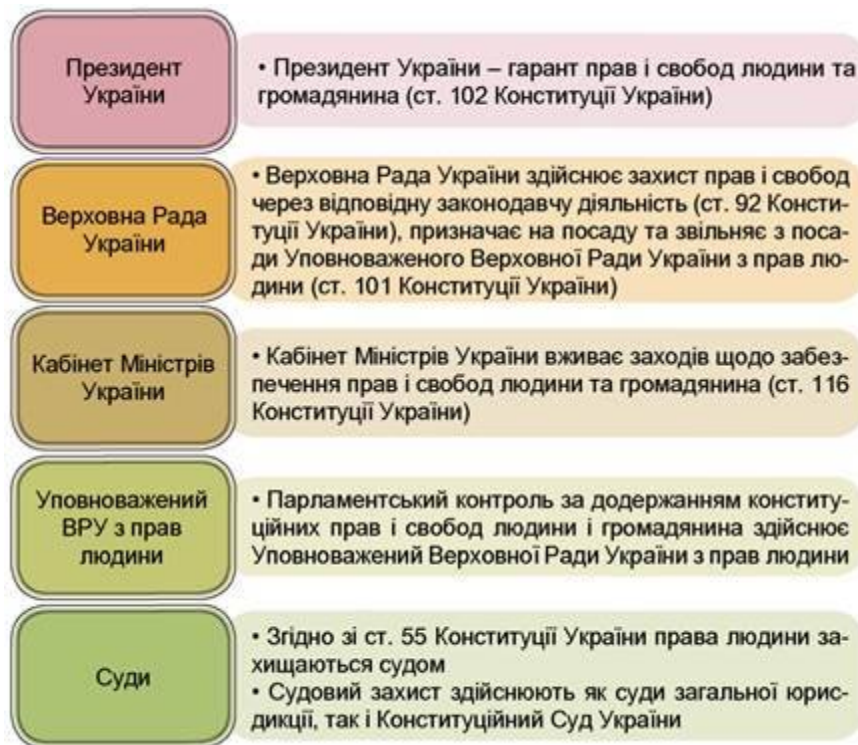 Президент
України
• Президент України – гарант прав і свобод людини та
громадянина (ст. 102 Конституції України)
Верховна Рада
України
• Верховна Рада України здійснює захист прав і свобод
через відповідну законодавчу діяльність (ст. 92 Консти-
туції України), призначає на посаду та звільняє з поса-
ди Уповноваженого Верховної Ради України з прав лю-
дини (ст. 101 Конституції України)
Кабінет Міністрів
України
• Кабінет Міністрів України вживає заходів щодо забез-
печення прав і свобод людини та громадянина (ст. 116
Конституції України)
Уповноважений
ВРУ з прав
людини
• Парламентський контроль за додержанням конститу-
ційних прав і свобод людини і громадянина здійснює
Уповноважений Верховної Ради України з прав людини
Суди
• Згідно зі ст. 55 Конституції України права людини за-
хищаються судом
• Судовий захист здійснюють як суди загальної юрис-
дикції, так і Конституційний Суд України